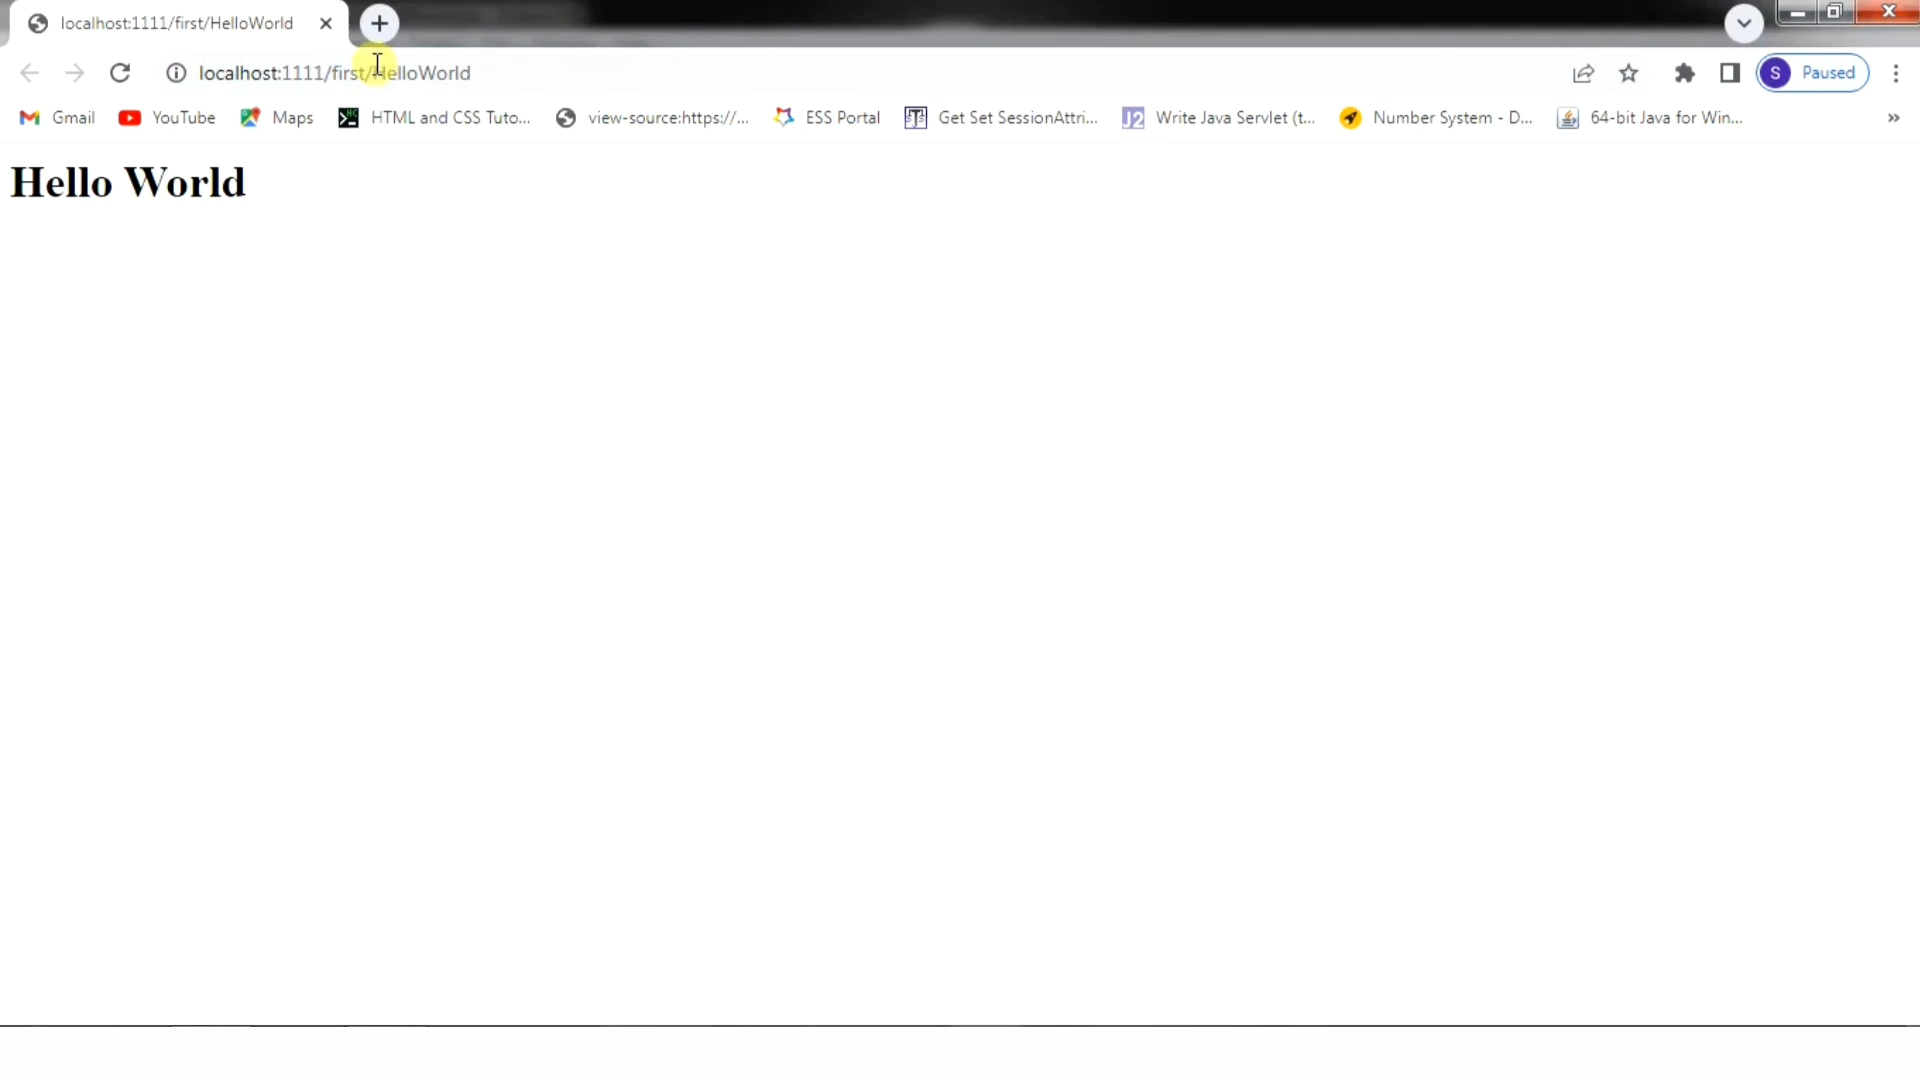 localhost:1111/first/HelloWorld
localhost:1111/first/HelloWorld
S Paused
Gmail YouTube Maps HTML and CSS Tuto... view-source:https://... ESS Portal Get Set SessionAttri... J2 Write Java Servlet (t... Number System - D... 64-bit Java for Win... »
Hello World